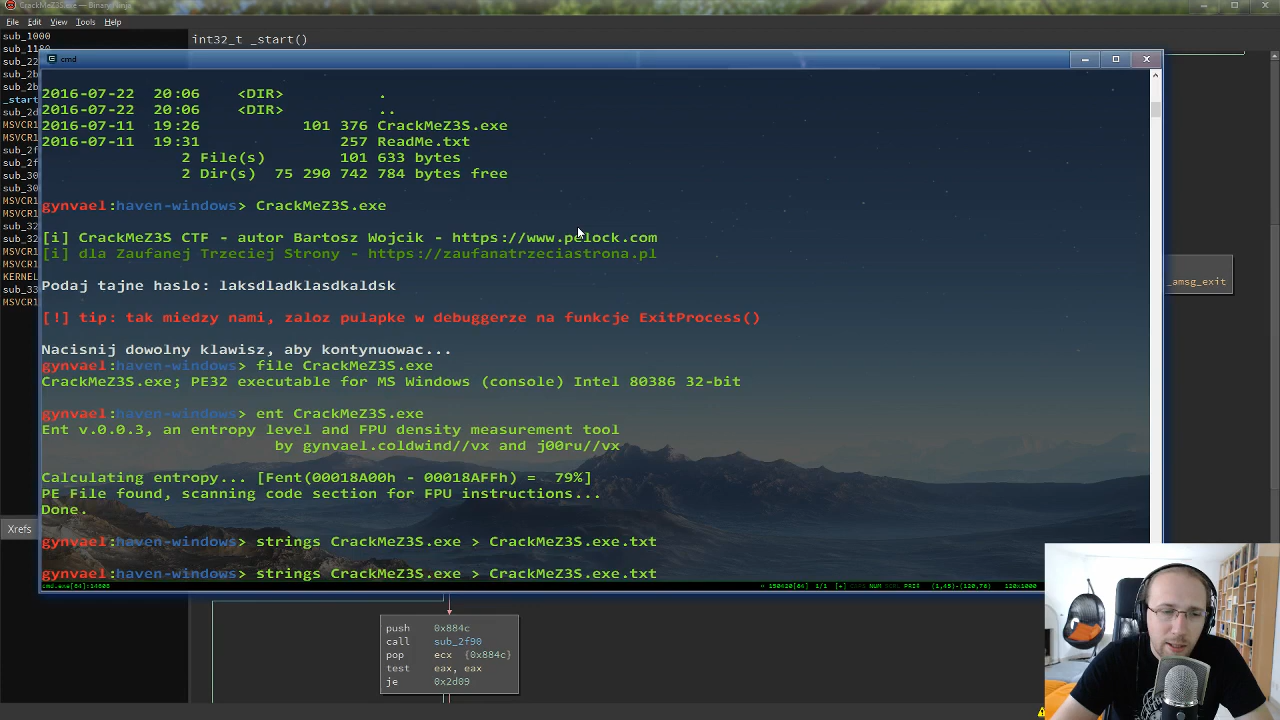 CrackMeZ3S.exe — Binary Ninja
File Edit View Tools Help
sub_1000
int32_t _start()
cmd
_start
2016-07-22 20:06 <DIR> .
2016-07-22 20:06 <DIR> ..
2016-07-11 19:26 101 376 CrackMeZ3S.exe
2016-07-11 19:31 257 ReadMe.txt
2 File(s) 101 633 bytes
2 Dir(s) 75 290 742 784 bytes free
gynvael:haven-windows> CrackMeZ3S.exe
[i] CrackMeZ3S CTF - autor Bartosz Wojcik - https://www.pelock.com
[i] dla Zaufanej Trzeciej Strony - https://zaufanatrzeciastrona.pl
Podaj tajne haslo: laksdladklasdkaldsk
[!] tip: tak miedzy nami, zaloz pulapke w debuggerze na funkcje ExitProcess()
Nacisnij dowolny klawisz, aby kontynuowac...
gynvael:haven-windows> file CrackMeZ3S.exe
CrackMeZ3S.exe; PE32 executable for MS Windows (console) Intel 80386 32-bit
gynvael:haven-windows> ent CrackMeZ3S.exe
Ent v.0.0.3, an entropy level and FPU density measurement tool
by gynvael.coldwind//vx and j00ru//vx
Calculating entropy... [Fent(00018A00h - 00018AFFh) = 79%]
PE File found, scanning code section for FPU instructions...
Done.
gynvael:haven-windows> strings CrackMeZ3S.exe > CrackMeZ3S.exe.txt
gynvael:haven-windows> strings CrackMeZ3S.exe > CrackMeZ3S.exe.txt
_amsg_exit
Xrefs
push 0x884c
call sub_2f90
pop ecx {0x884c}
test eax, eax
je 0x2d09